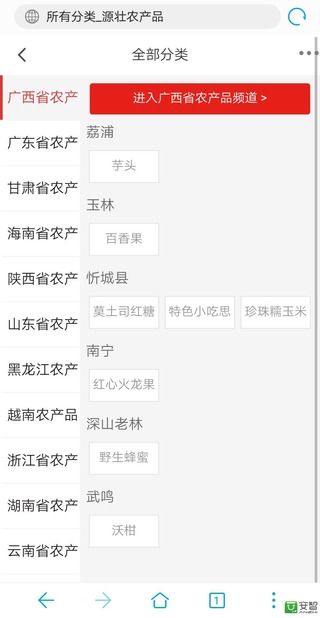 所有分类_源壮农产品
全部分类
广西省农产
广东省农产
甘肃省农产
海南省农产
陕西省农产
山东省农产
黑龙江农产
越南农产品
浙江省农产
湖南省农产
云南省农产
进入广西省农产品频道 >
荔浦
芋头
玉林
百香果
忻城县
莫土司红糖 特色小吃思 珍珠糯玉米
南宁
红心火龙果
深山老林
野生蜂蜜
武鸣
沃柑
1
安智